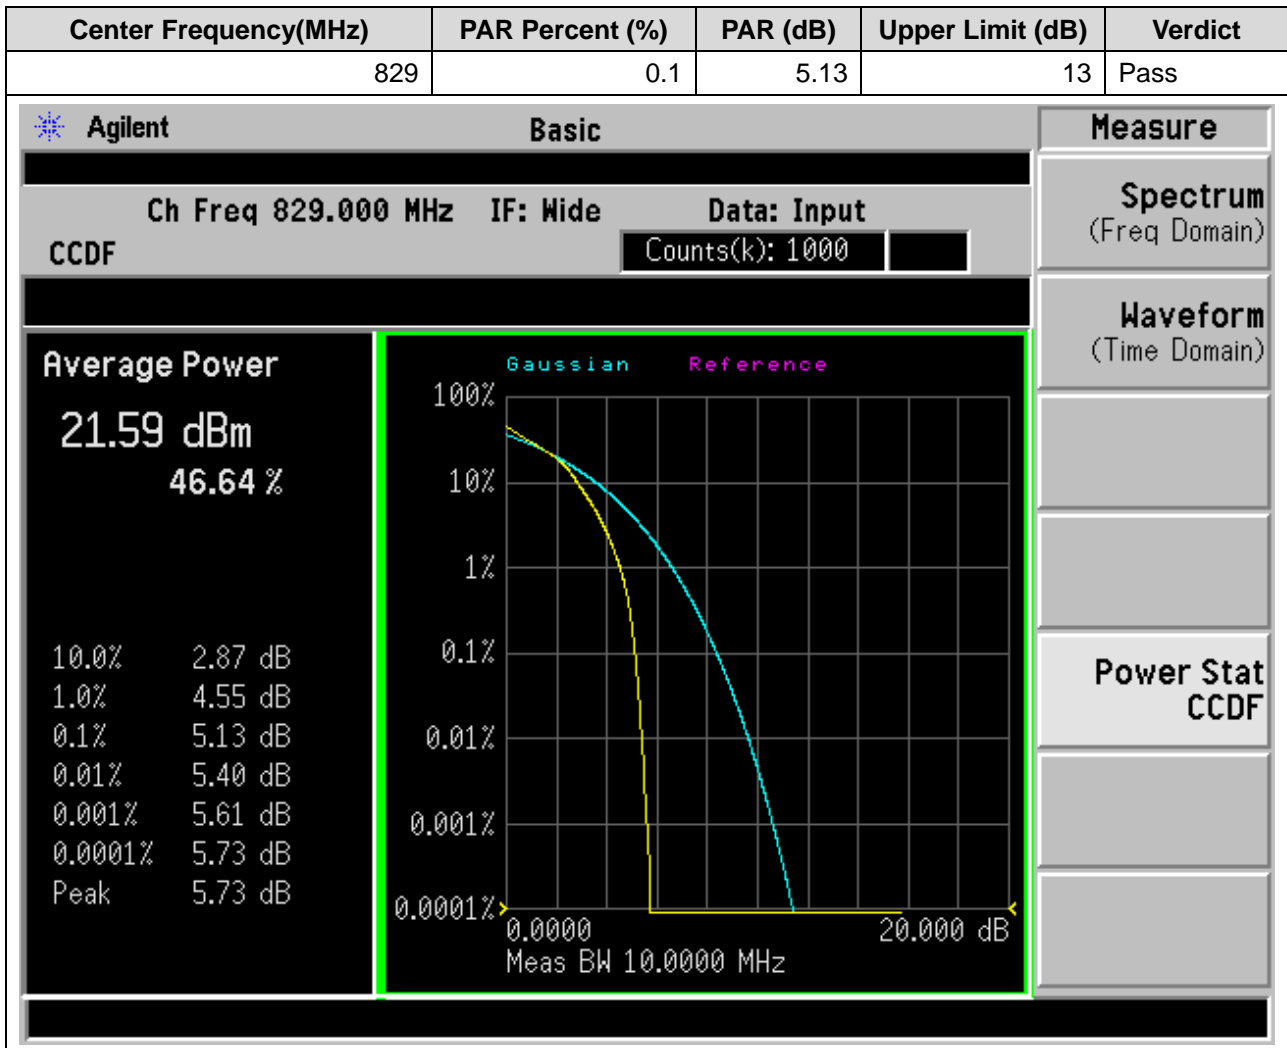 Center Frequency(MHz) PAR Percent (%) PAR (dB) Upper Limit (dB) Verdict
829 0.1 5.13 13 Pass
Agilent Basic Measure
Ch Freq 829.000 MHz IF: Wide Data: Input
CCDF Counts(k): 1000
Spectrum
(Freq Domain)
Waveform
(Time Domain)
Power Stat
CCDF
Average Power
21.59 dBm
46.64 %
10.0% 2.87 dB
1.0% 4.55 dB
0.1% 5.13 dB
0.01% 5.40 dB
0.001% 5.61 dB
0.0001% 5.73 dB
Peak 5.73 dB
Gaussian Reference
100%
10%
1%
0.1%
0.01%
0.001%
0.0001%
0.0000 20.000 dB
Meas BW 10.0000 MHz